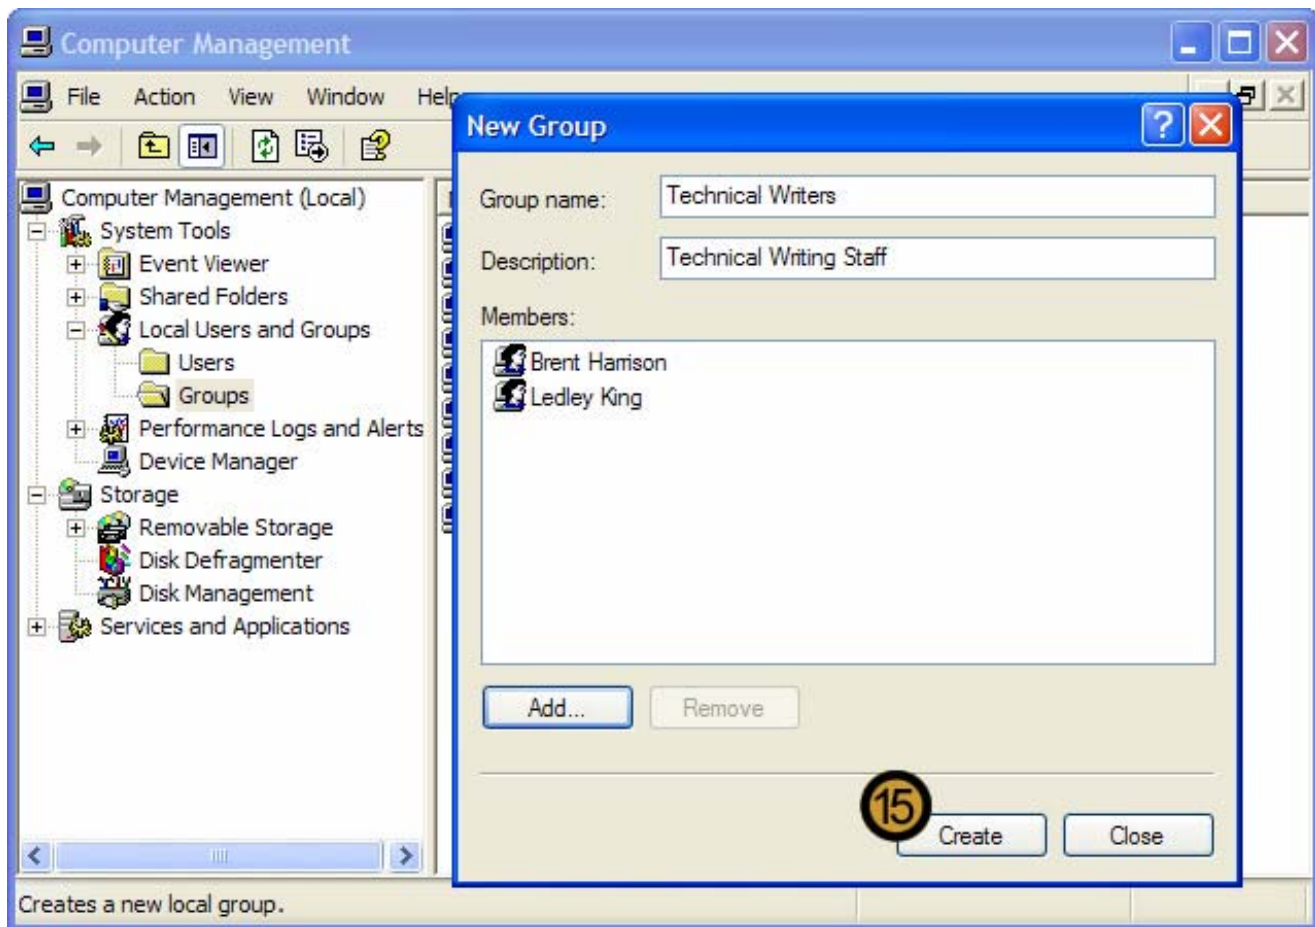 Computer Management
File Action View Window Help
New Group
Computer Management (Local)
System Tools
Event Viewer
Shared Folders
Local Users and Groups
Users
Groups
Performance Logs and Alerts
Device Manager
Storage
Removable Storage
Disk Defragmenter
Disk Management
Services and Applications
Group name: Technical Writers
Description: Technical Writing Staff
Members:
Brent Harrison
Ledley King
Add... Remove
15
Create Close
Creates a new local group.